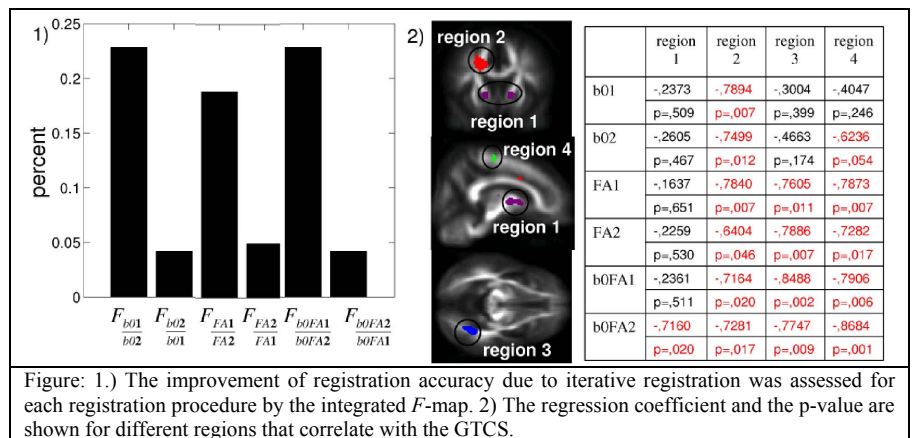 1)
0.25
0.2
0.15
0.1
0.05
0
percent
F b01/b02
F b02/b01
F FA1/FA2
F FA2/FA1
F b0FA1/b0FA2
F b0FA2/b0FA1
2)
region 2
region 1
region 4
region 1
region 3
region 1 region 2 region 3 region 4
b01 -,2373 -,7894 -,3004 -,4047
p=,509 p=,007 p=,399 p=,246
b02 -,2605 -,7499 -,4663 -,6236
p=,467 p=,012 p=,174 p=,054
FA1 -,1637 -,7840 -,7605 -,7873
p=,651 p=,007 p=,011 p=,007
FA2 -,2259 -,6404 -,7886 -,7282
p=,530 p=,046 p=,007 p=,017
b0FA1 -,2361 -,7164 -,8488 -,7906
p=,511 p=,020 p=,002 p=,006
b0FA2 -,7160 -,7281 -,7747 -,8684
p=,020 p=,017 p=,009 p=,001
Figure: 1.) The improvement of registration accuracy due to iterative registration was assessed for
each registration procedure by the integrated F-map. 2) The regression coefficient and the p-value are
shown for different regions that correlate with the GTCS.